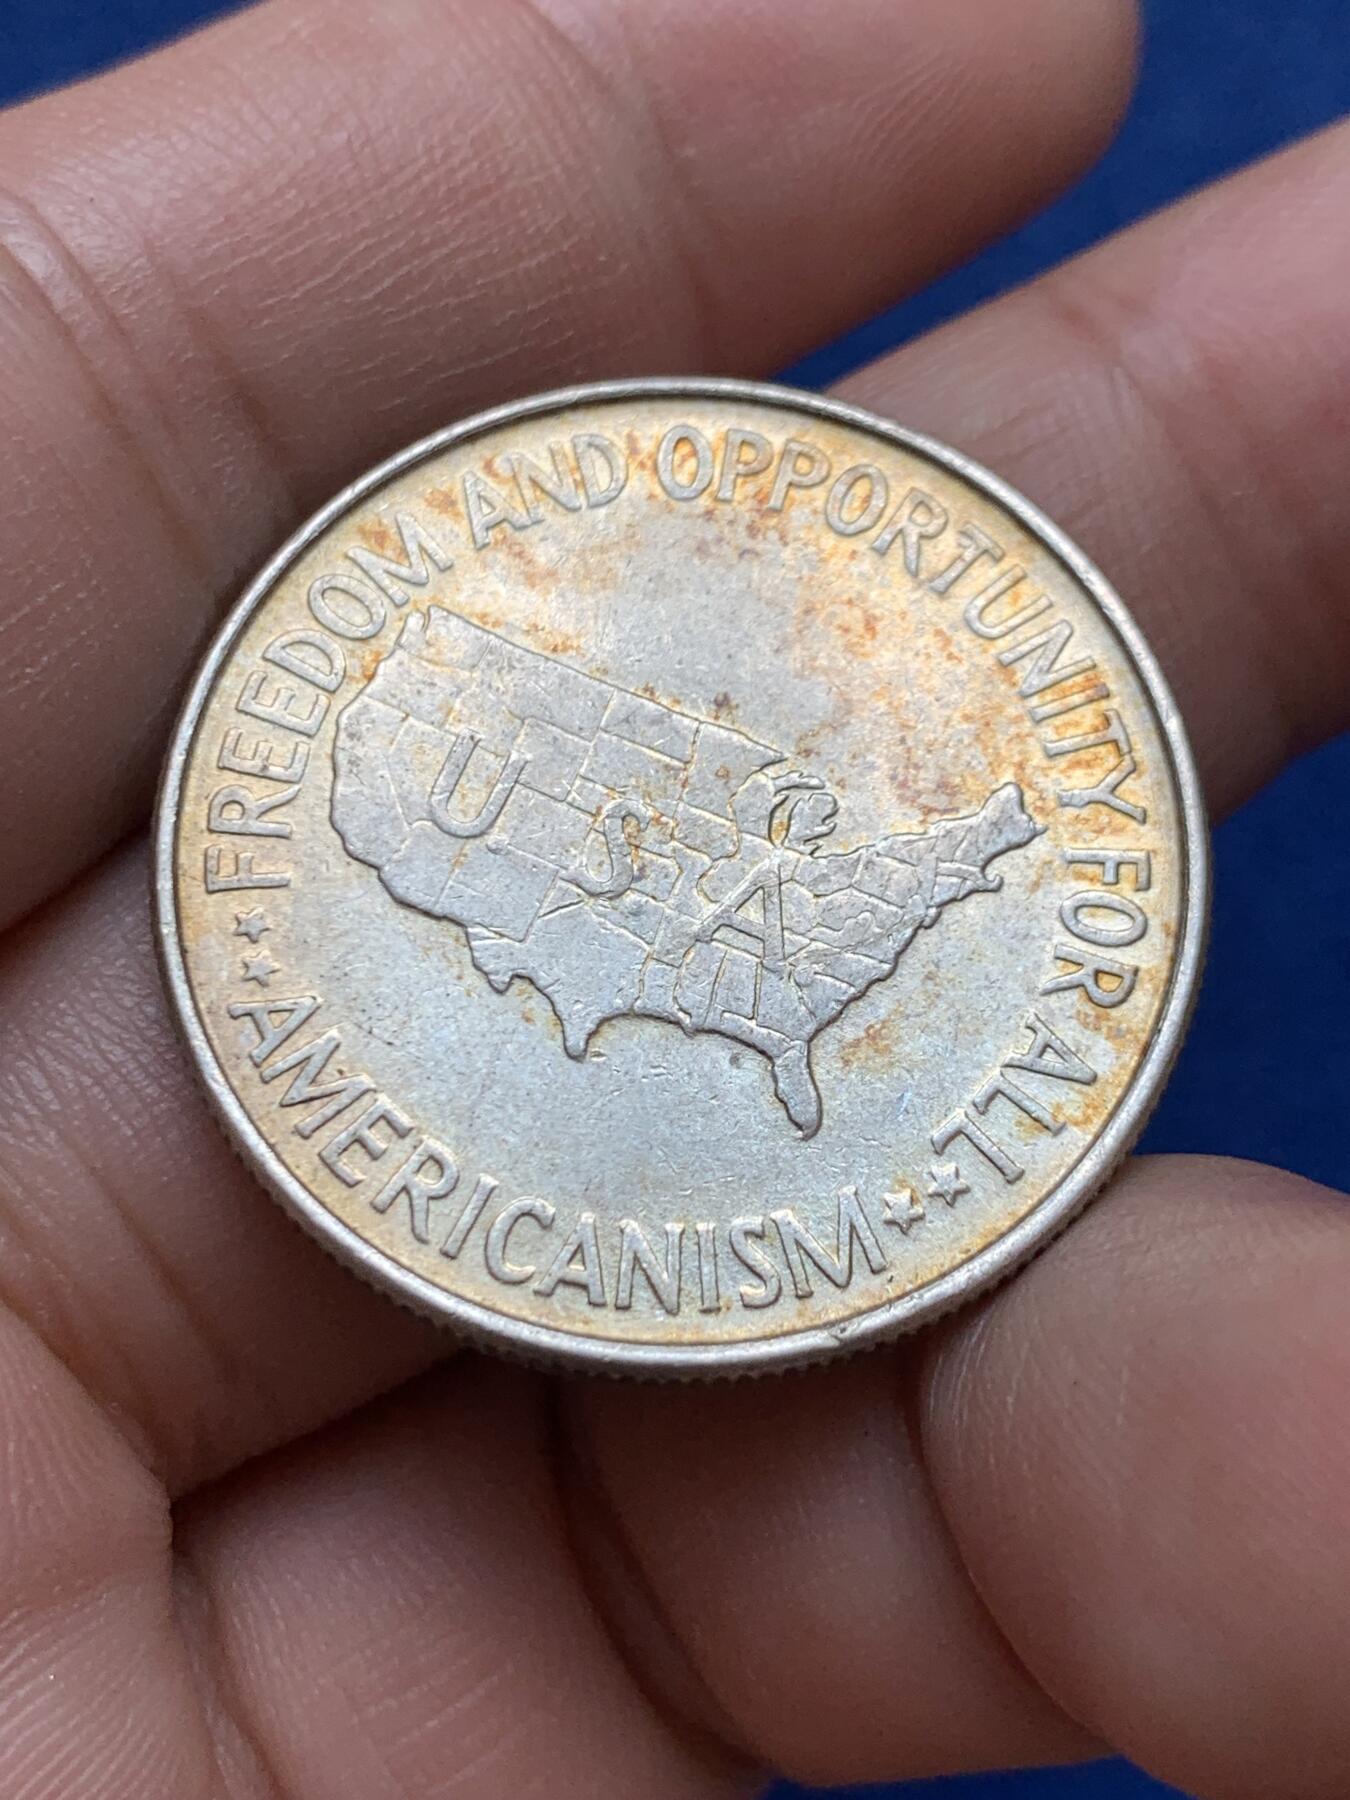 FREEDOM AND OPPORTUNITY FOR ALL
AMERICANISM
U S A